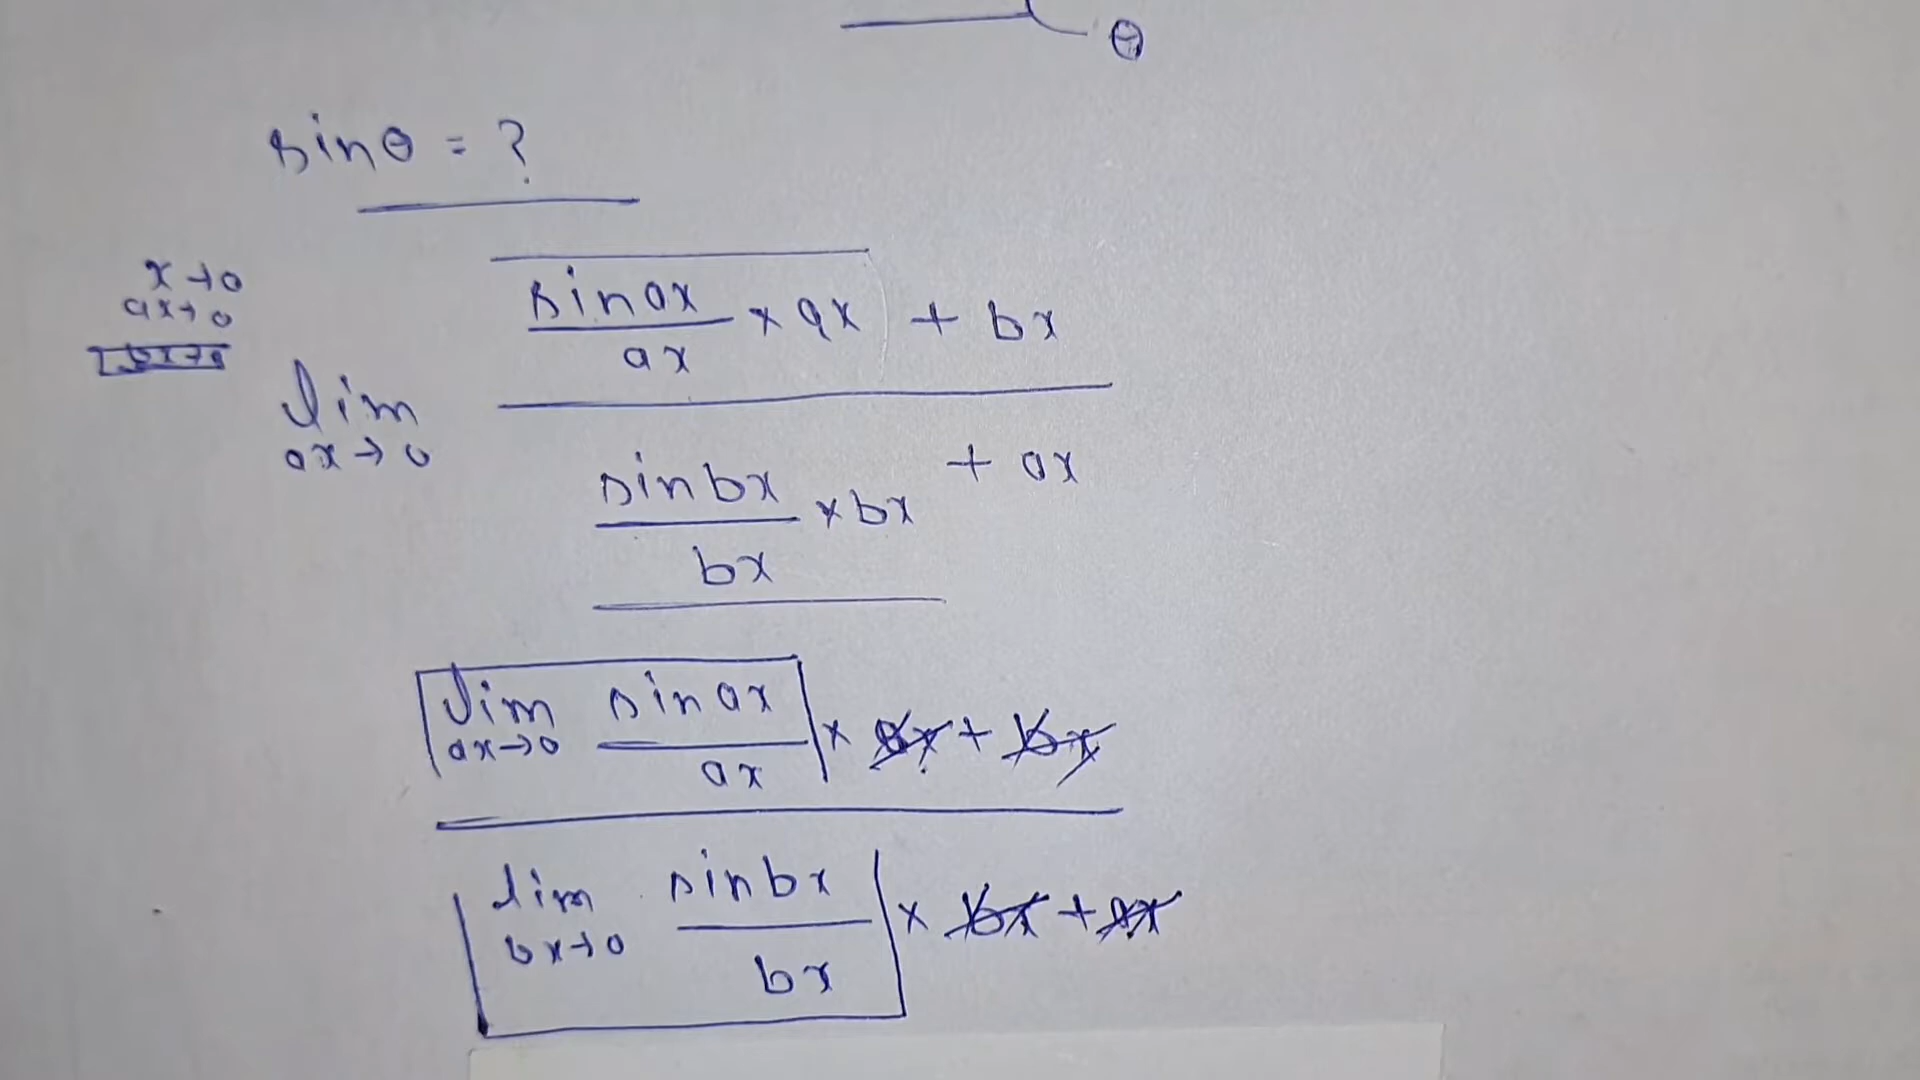 θ
sinθ = ?
x→0
ax→0
sin ax / ax × ax + bx
lim
ax→0
sin bx / bx × bx + ax
lim ax→0 sin ax / ax × ax + bx
lim bx→0 sin bx / bx × bx + ax